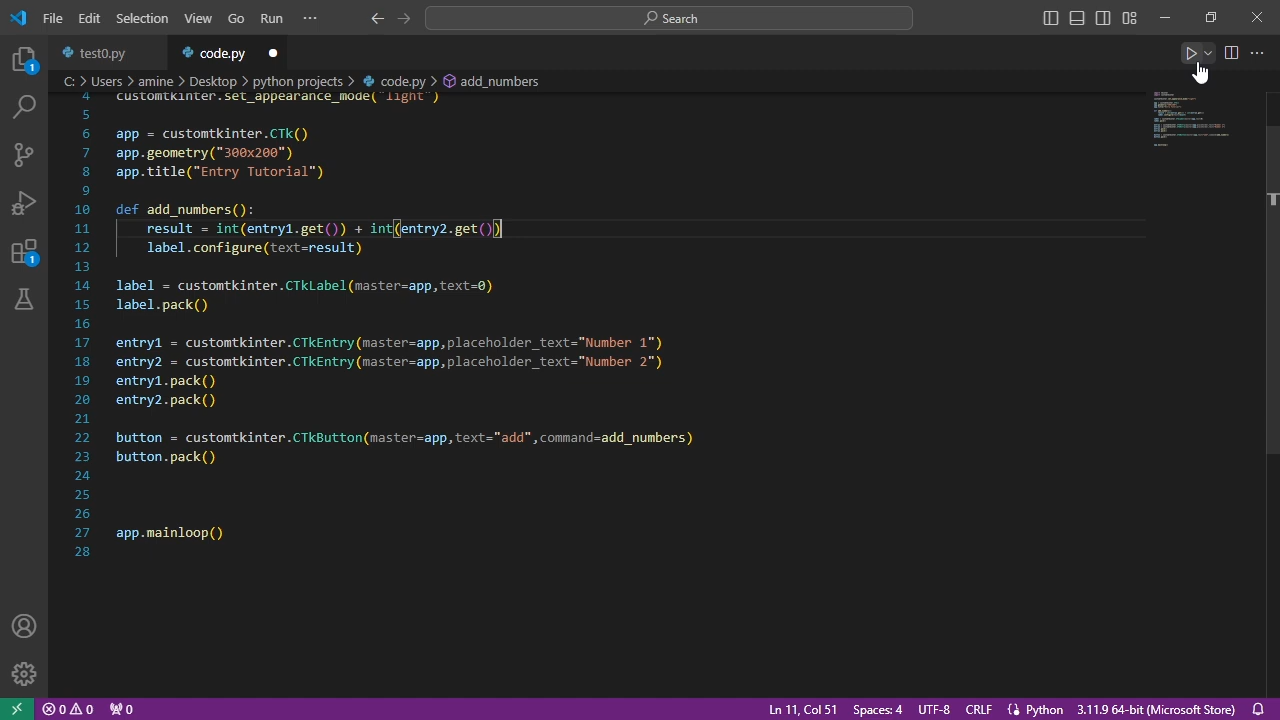 File Edit Selection View Go Run ···
Search
test0.py
code.py
C: > Users > amine > Desktop > python projects > code.py > add_numbers
1
1
4 customtkinter.set_appearance_mode("light")
5
6 app = customtkinter.CTk()
7 app.geometry("300x200")
8 app.title("Entry Tutorial")
9
10 def add_numbers():
11 result = int(entry1.get()) + int(entry2.get())
12 label.configure(text=result)
13
14 label = customtkinter.CTkLabel(master=app,text=0)
15 label.pack()
16
17 entry1 = customtkinter.CTkEntry(master=app,placeholder_text="Number 1")
18 entry2 = customtkinter.CTkEntry(master=app,placeholder_text="Number 2")
19 entry1.pack()
20 entry2.pack()
21
22 button = customtkinter.CTkButton(master=app,text="add",command=add_numbers)
23 button.pack()
24
25
26
27 app.mainloop()
28
0 0 0 Ln 11, Col 51 Spaces: 4 UTF-8 CRLF Python 3.11.9 64-bit (Microsoft Store)